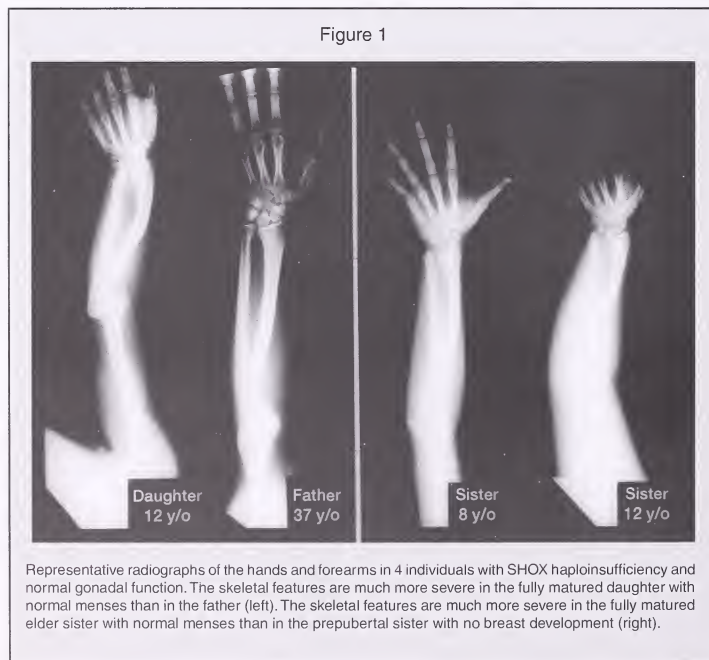 Figure 1
Daughter
12 y/o
Father
37 y/o
Sister
8 y/o
Sister
12 y/o
Representative radiographs of the hands and forearms in 4 individuals with SHOX haploinsufficiency and
normal gonadal function. The skeletal features are much more severe in the fully matured daughter with
normal menses than in the father (left). The skeletal features are much more severe in the fully matured
elder sister with normal menses than in the prepubertal sister with no breast development (right).